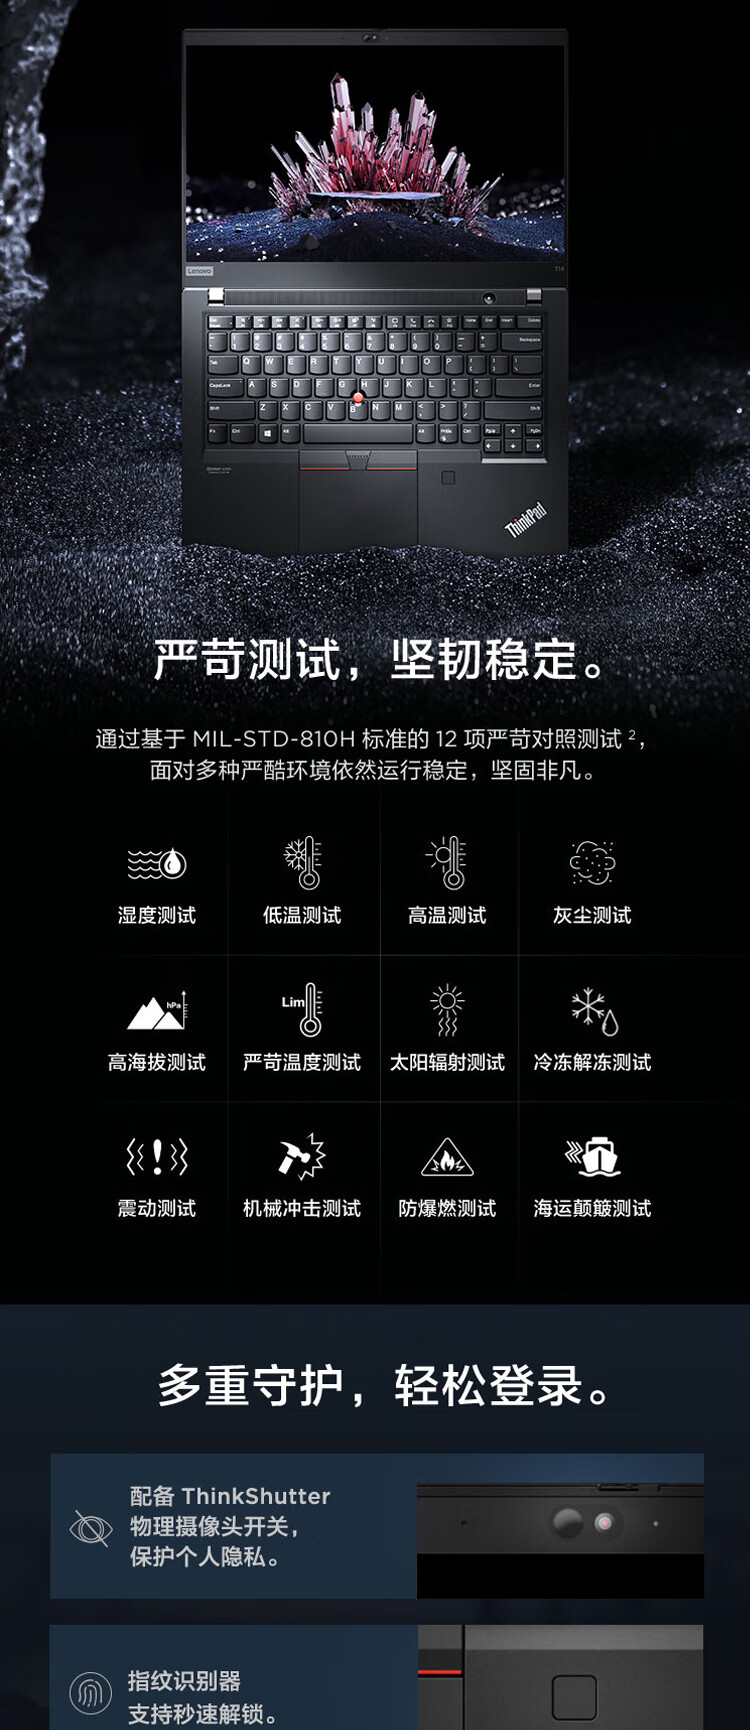 Lenovo
T14
ThinkPad
严苛测试，坚韧稳定。
通过基于 MIL-STD-810H 标准的 12 项严苛对照测试 2，
面对多种严酷环境依然运行稳定，坚固非凡。
湿度测试
低温测试
高温测试
灰尘测试
hPa
Lim
高海拔测试
严苛温度测试
太阳辐射测试
冷冻解冻测试
震动测试
机械冲击测试
防爆燃测试
海运颠簸测试
多重守护，轻松登录。
配备 ThinkShutter
物理摄像头开关，
保护个人隐私。
指纹识别器
支持秒速解锁。